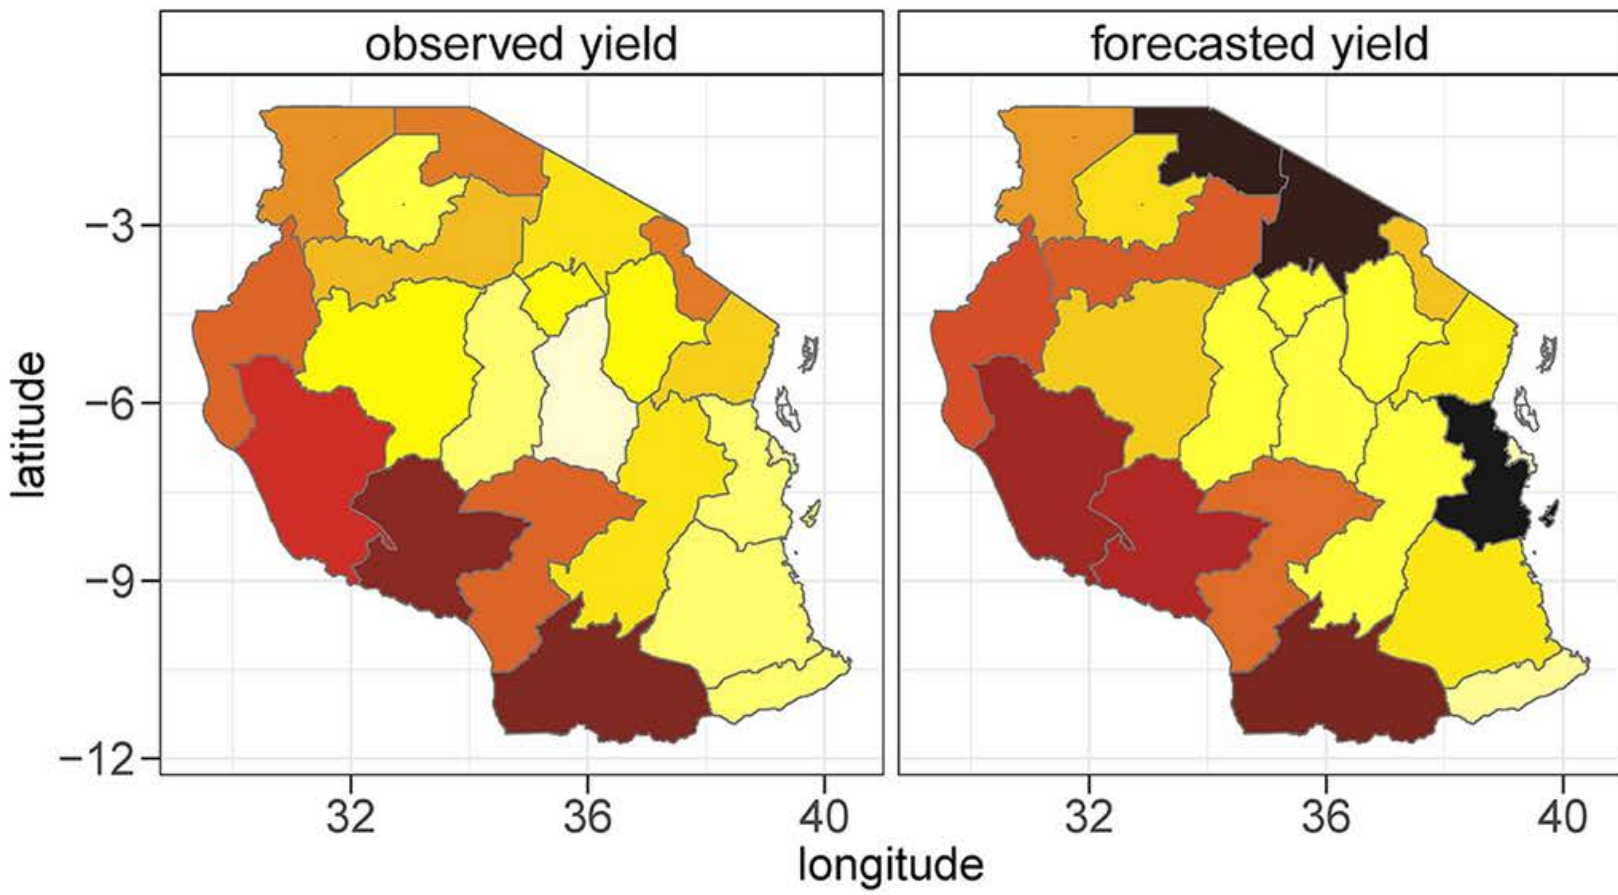 observed yield
forecasted yield
latitude
−3
−6
−9
−12
32
36
40
32
36
40
longitude